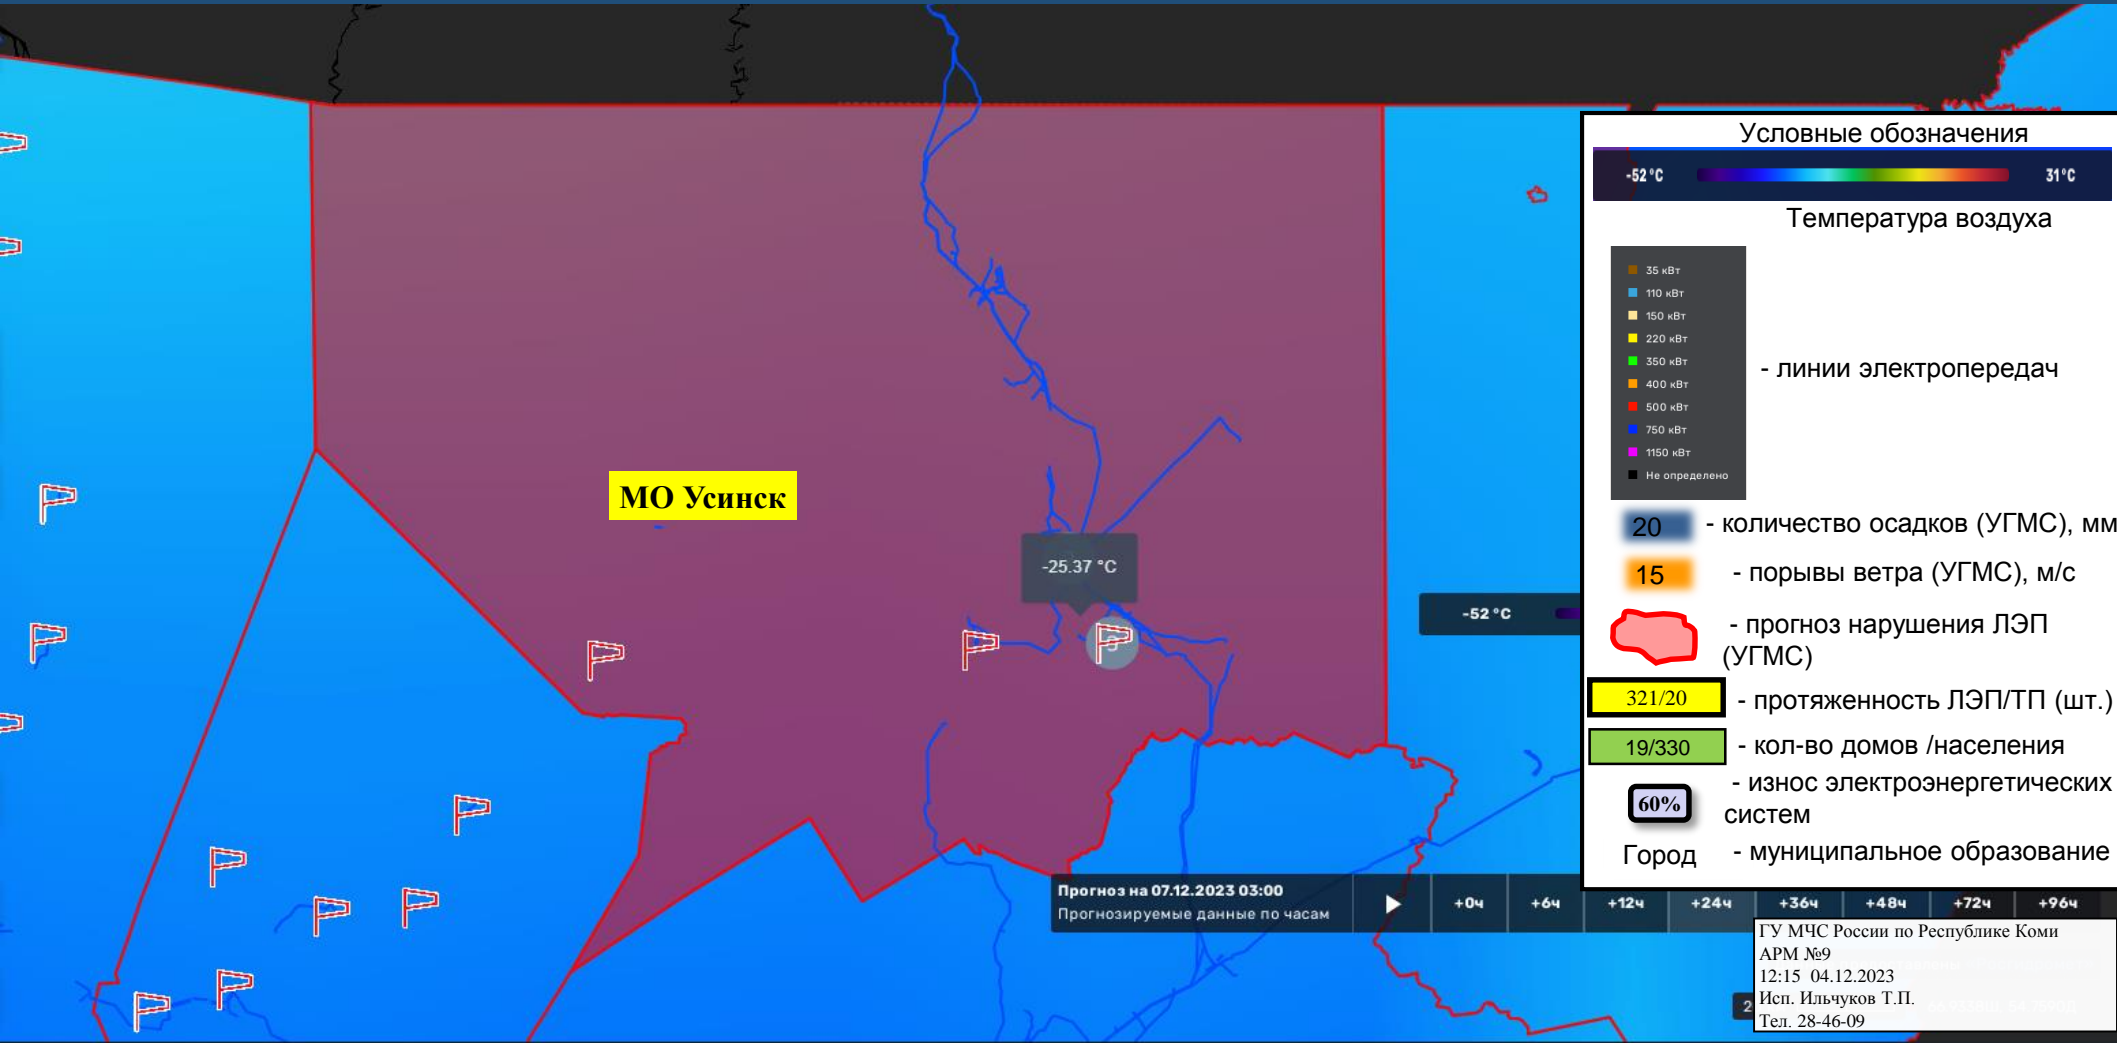 Условные обозначения
-52°C
31°C
Температура воздуха
35 кВт
110 кВт
150 кВт
220 кВт
350 кВт
400 кВт
500 кВт
750 кВт
1150 кВт
Не определено
- линии электропередач
МО Усинск
20
- количество осадков (УГМС), мм
-25.37 °C
15
- порывы ветра (УГМС), м/с
-52°C
- прогноз нарушения ЛЭП
(УГМС)
321/20
- протяженность ЛЭП/ТП (шт.)
19/330
- кол-во домов /населения
60%
- износ электроэнергетических
систем
Город
- муниципальное образование
Прогноз на 07.12.2023 03:00
Прогнозируемые данные по часам
+0ч
+6ч
+12ч
+24ч
+36ч
+48ч
+72ч
+96ч
ГУ МЧС России по Республике Коми
АРМ №9
12:15 04.12.2023
Исп. Ильчуков Т.П.
Тел. 28-46-09
2